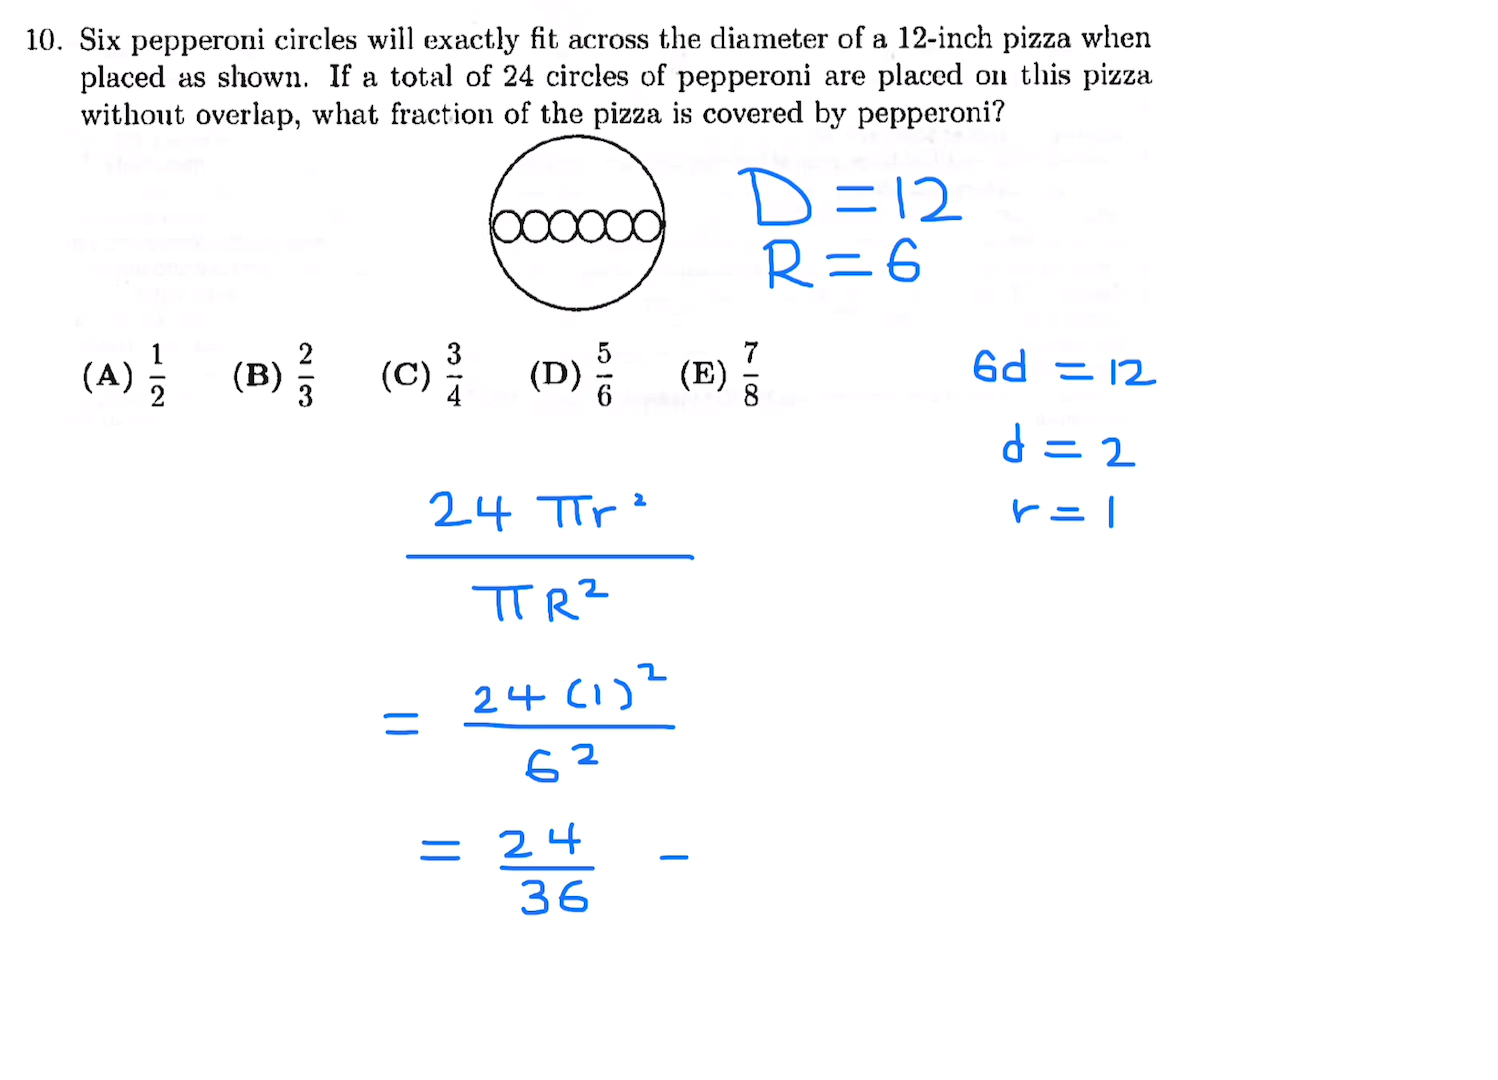 10. Six pepperoni circles will exactly fit across the diameter of a 12-inch pizza when
placed as shown. If a total of 24 circles of pepperoni are placed on this pizza
without overlap, what fraction of the pizza is covered by pepperoni?
D = 12
R = 6
(A) 1/2 (B) 2/3 (C) 3/4 (D) 5/6 (E) 7/8
6d = 12
d = 2
r = 1
24 πr²
πR²
= 24 (1)²
6²
= 24 -
36